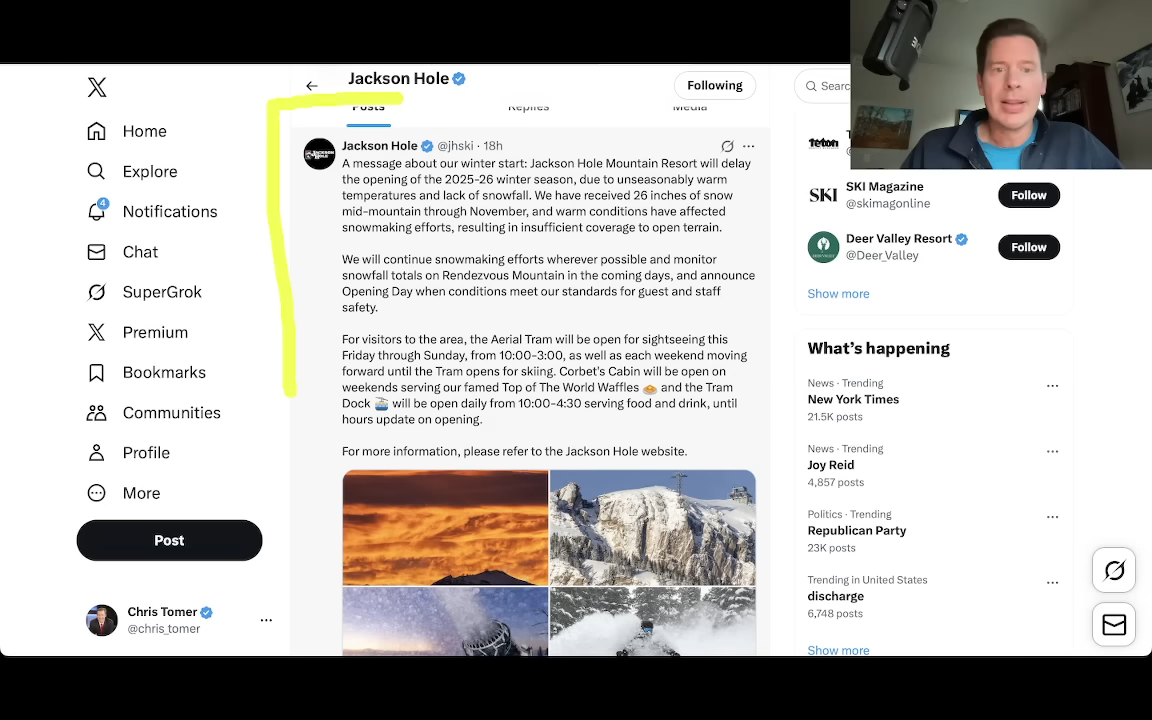 Jackson Hole
Following
Posts
Replies
Media
Home
Explore
4
Notifications
Chat
SuperGrok
Premium
Bookmarks
Communities
Profile
More
Post
Chris Tomer
@chris_tomer
JACKSON HOLE
Jackson Hole @jhski · 18h
A message about our winter start: Jackson Hole Mountain Resort will delay
the opening of the 2025-26 winter season, due to unseasonably warm
temperatures and lack of snowfall. We have received 26 inches of snow
mid-mountain through November, and warm conditions have affected
snowmaking efforts, resulting in insufficient coverage to open terrain.
We will continue snowmaking efforts wherever possible and monitor
snowfall totals on Rendezvous Mountain in the coming days, and announce
Opening Day when conditions meet our standards for guest and staff
safety.
For visitors to the area, the Aerial Tram will be open for sightseeing this
Friday through Sunday, from 10:00-3:00, as well as each weekend moving
forward until the Tram opens for skiing. Corbet's Cabin will be open on
weekends serving our famed Top of The World Waffles 🧇 and the Tram
Dock 🚡 will be open daily from 10:00-4:30 serving food and drink, until
hours update on opening.
For more information, please refer to the Jackson Hole website.
Searc
Teton
SKI
SKI Magazine
@skimagonline
Follow
Deer Valley Resort
@Deer_Valley
Follow
Show more
What's happening
News · Trending
New York Times
21.5K posts
News · Trending
Joy Reid
4,857 posts
Politics · Trending
Republican Party
23K posts
Trending in United States
discharge
6,748 posts
Show more